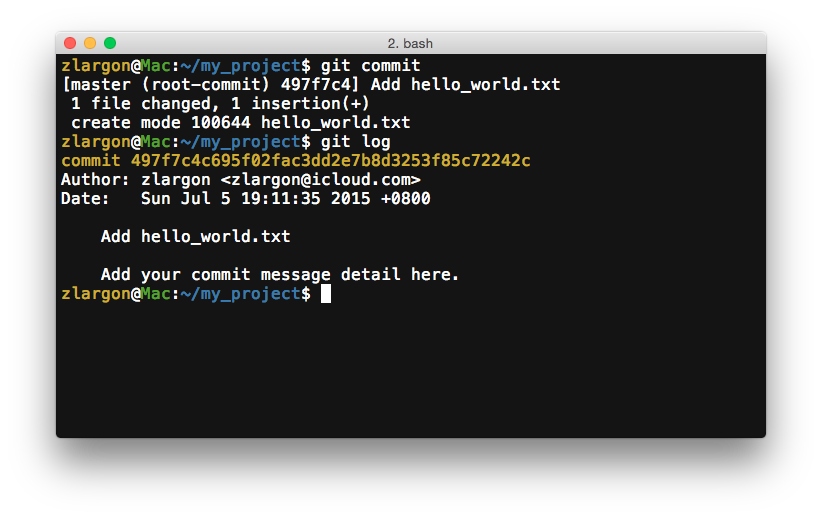 2. bash
zlargon@Mac:~/my_project$ git commit
[master (root-commit) 497f7c4] Add hello_world.txt
 1 file changed, 1 insertion(+)
 create mode 100644 hello_world.txt
zlargon@Mac:~/my_project$ git log
commit 497f7c4c695f02fac3dd2e7b8d3253f85c72242c
Author: zlargon <zlargon@icloud.com>
Date:   Sun Jul 5 19:11:35 2015 +0800

    Add hello_world.txt

    Add your commit message detail here.
zlargon@Mac:~/my_project$